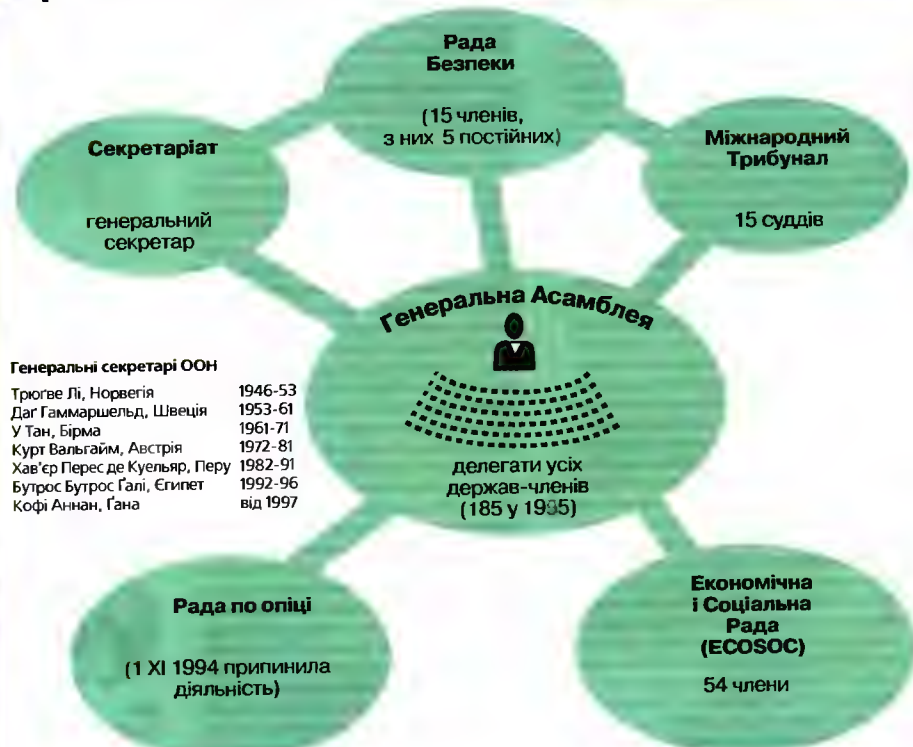 Рада
Безпеки
(15 членів,
з них 5 постійних)
Секретаріат
генеральний
секретар
Міжнародний
Трибунал
15 суддів
Генеральна Асамблея
делегати усіх
держав-членів
(185 у 1995)
Генеральні секретарі ООН
Трюґве Лі, Норвегія 1946-53
Даґ Гаммаршельд, Швеція 1953-61
У Тан, Бірма 1961-71
Курт Вальгайм, Австрія 1972-81
Хав'єр Перес де Куельяр, Перу 1982-91
Бутрос Бутрос Ґалі, Єгипет 1992-96
Кофі Аннан, Ґана від 1997
Рада по опіці
(1 XI 1994 припинила
діяльність)
Економічна
і Соціальна
Рада
(ECOSOC)
54 члени